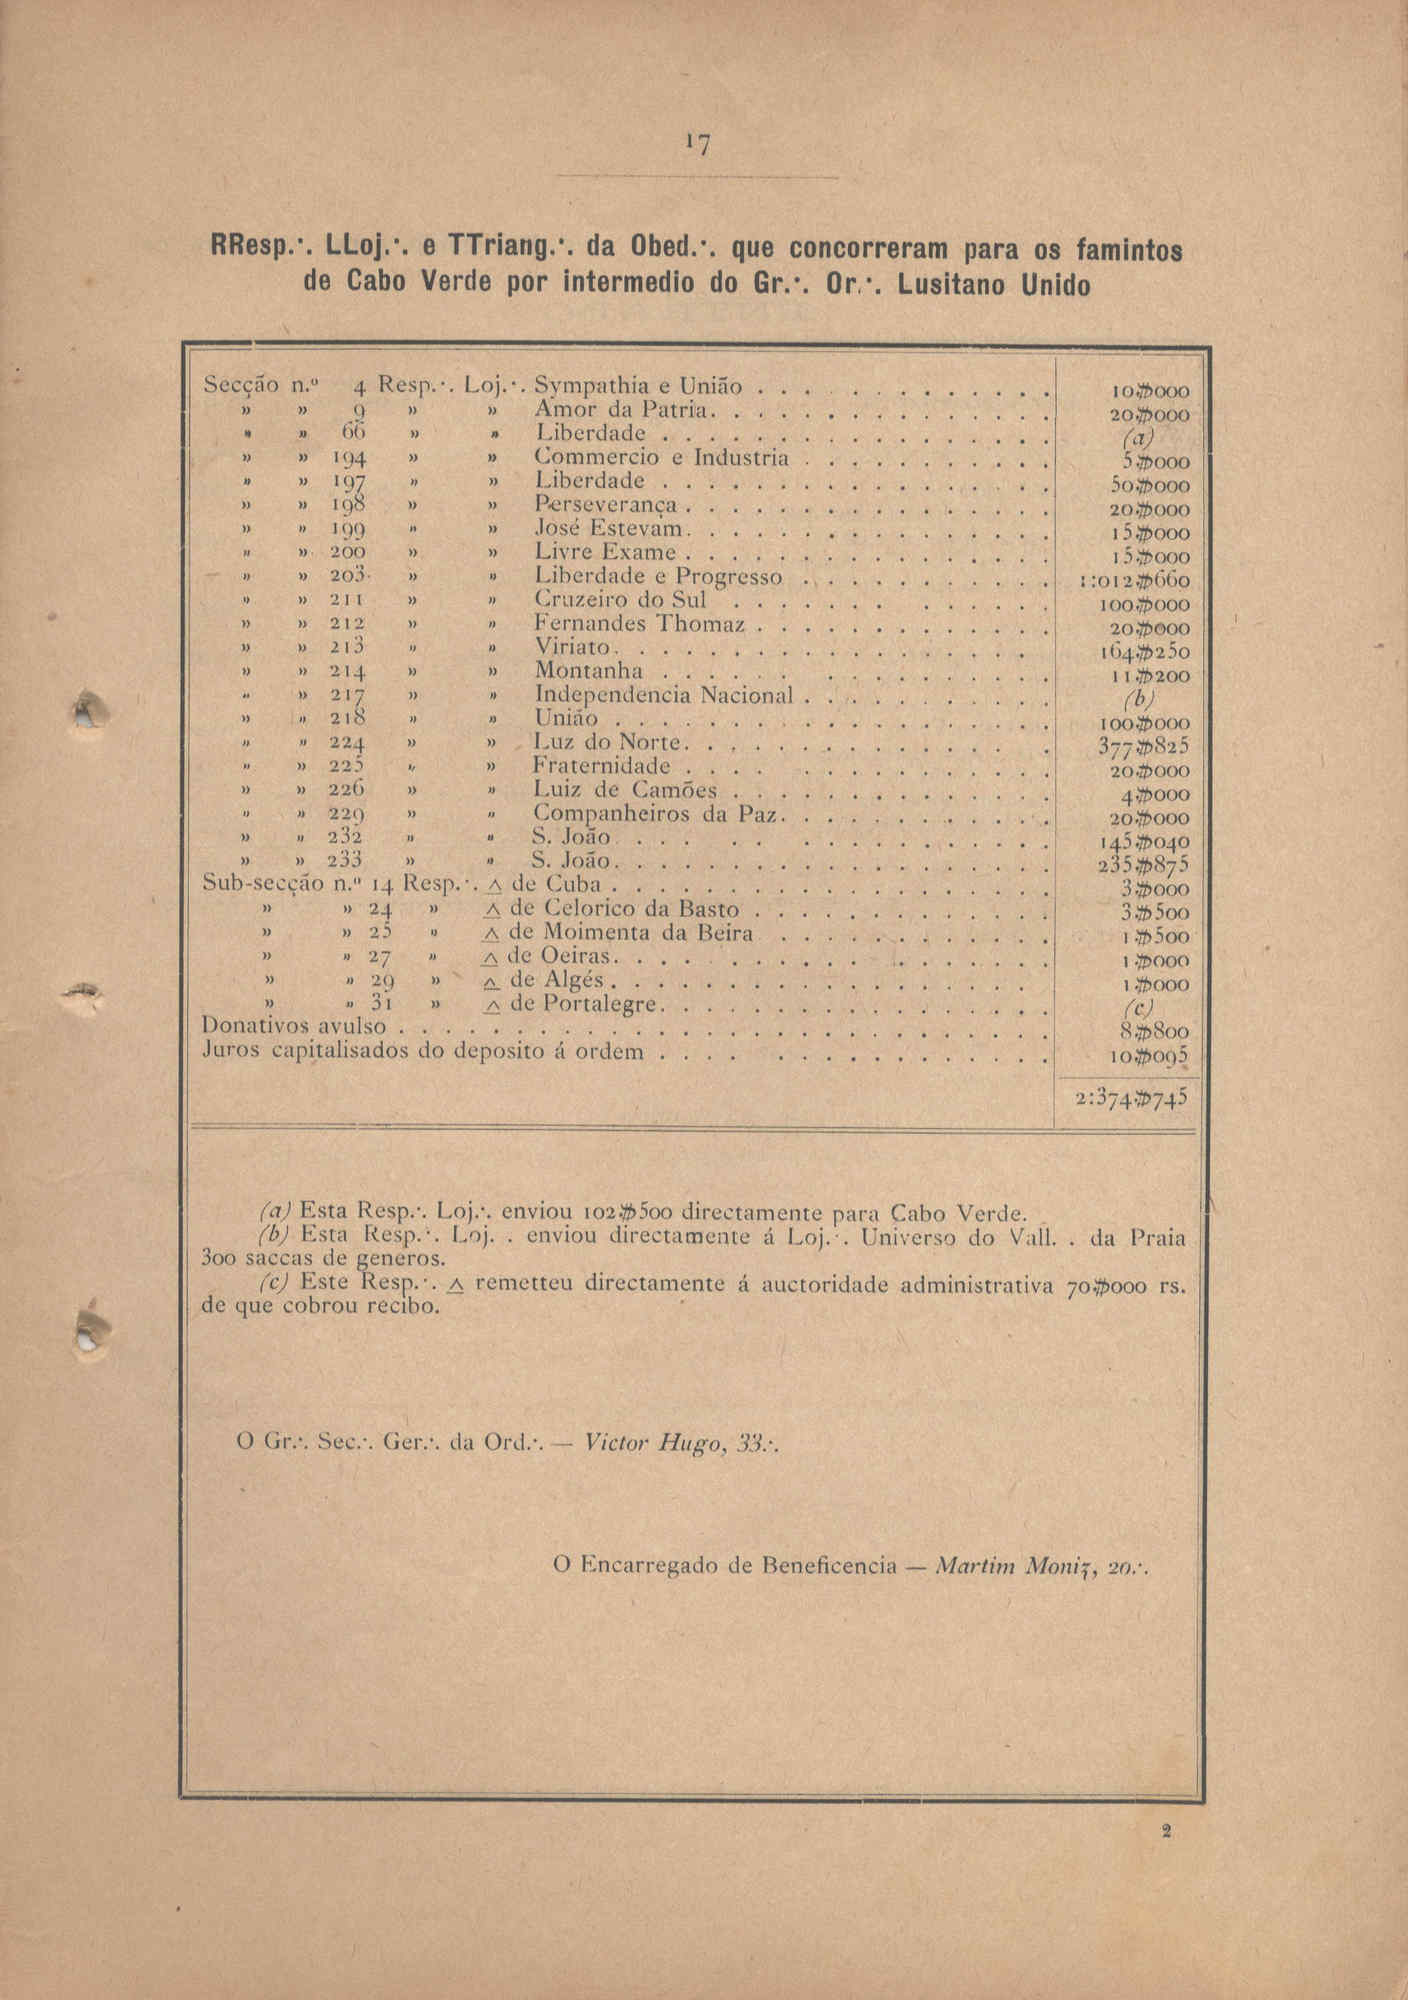 17
RResp.·. LLoj.·. e TTriang.·. da Obed.·. que concorreram para os famintos
de Cabo Verde por intermedio do Gr.·. Or.·. Lusitano Unido
Secção n.º 4 Resp.·. Loj.·. Sympathia e União . . . . . . . . . . . . . 10$000
» » 9 » » Amor da Patria. . . . . . . . . . . . . . . 20$000
» » 66 » » Liberdade . . . . . . . . . . . . . . . . . (a)
» » 194 » » Commercio e Industria . . . . . . . . . . . 5$000
» » 197 » » Liberdade . . . . . . . . . . . . . . . . . 50$000
» » 198 » » Perseverança . . . . . . . . . . . . . . . . 20$000
» » 199 » » José Estevam. . . . . . . . . . . . . . . . 15$000
» » 200 » » Livre Exame . . . . . . . . . . . . . . . . 15$000
» » 203 » » Liberdade e Progresso . . . . . . . . . . . 1:012$660
» » 211 » » Cruzeiro do Sul . . . . . . . . . . . . . 100$000
» » 212 » » Fernandes Thomaz . . . . . . . . . . . . . 20$000
» » 213 » » Viriato. . . . . . . . . . . . . . . . . . 164$250
» » 214 » » Montanha . . . . . . . . . . . . . . . . 11$200
» » 217 » » Independencia Nacional . . . . . . . . . . . (b)
» » 218 » » União . . . . . . . . . . . . . . . . . . . 100$000
» » 224 » » Luz do Norte. . . . . . . . . . . . . . . 377$825
» » 225 » » Fraternidade . . . . . . . . . . . . . . . 20$000
» » 226 » » Luiz de Camões . . . . . . . . . . . . . . 4$000
» » 229 » » Companheiros da Paz. . . . . . . . . . . . 20$000
» » 232 » » S. João . . . . . . . . . . . . . . . . . 145$040
» » 233 » » S. João. . . . . . . . . . . . . . . . . . . 235$875
Sub-secção n.º 14 Resp.·. △ de Cuba . . . . . . . . . . . . . . . . . . . 3$000
» » 24 » △ de Celorico da Basto . . . . . . . . . . . . . 3$500
» » 25 » △ de Moimenta da Beira . . . . . . . . . . . . 1$500
» » 27 » △ de Oeiras. . . . . . . . . . . . . . . . . . 1$000
» » 29 » △ de Algés . . . . . . . . . . . . . . . . . . 1$000
» » 31 » △ de Portalegre. . . . . . . . . . . . . . . . . (c)
Donativos avulso . . . . . . . . . . . . . . . . . . . . . . . . . . . . 8$800
Juros capitalisados do deposito á ordem . . . . . . . . . . . . . . . . 10$095
2:374$745
(a) Esta Resp.·. Loj.·. enviou 102$500 directamente para Cabo Verde.
(b) Esta Resp.·. Loj. . enviou directamente á Loj.·. Universo do Vall. . da Praia
300 saccas de generos.
(c) Este Resp.·. △ remetteu directamente á auctoridade administrativa 70$000 rs.
de que cobrou recibo.
O Gr.·. Sec.·. Ger.·. da Ord.·. — Victor Hugo, 33.·.
O Encarregado de Beneficencia — Martim Moniz, 20.·.
2